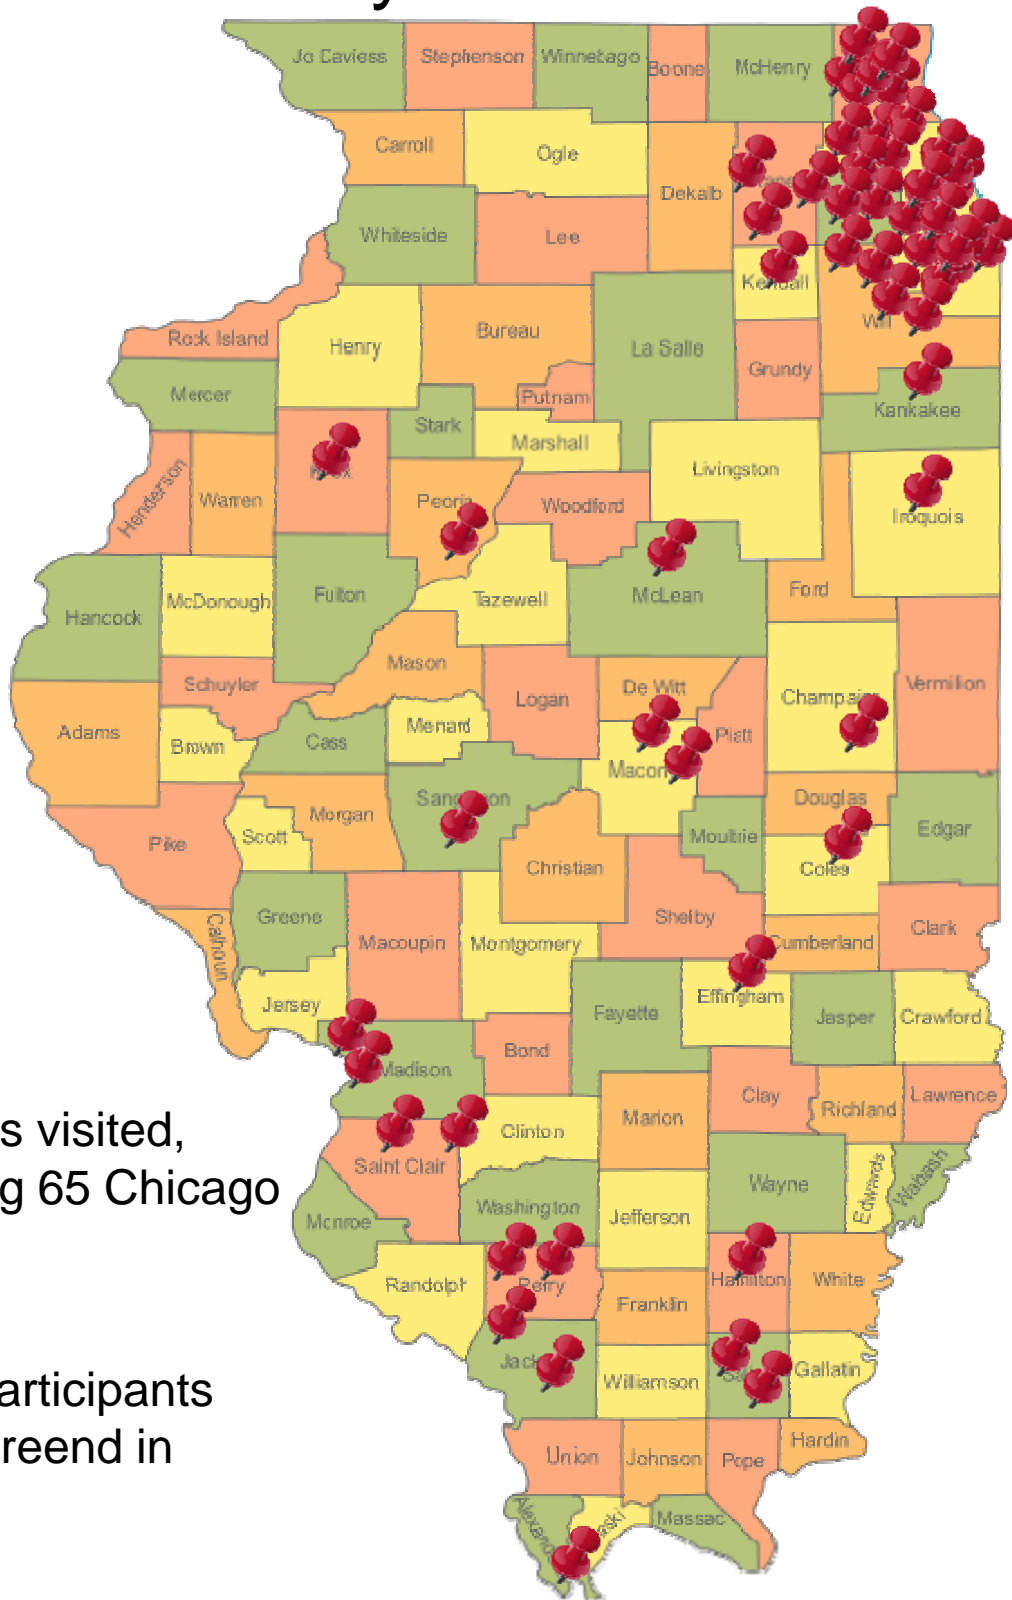 y
Jo Daviess Stephenson Winnebago Boone McHenry
Carroll Ogle Dekalb
Whiteside Lee
Kendall
Rock Island Henry Bureau La Salle Will
Grundy
Mercer Putnam Kankakee
Stark Marshall
Henderson Warren Knox Peoria Woodford Livingston Iroquois
Hancock McDonough Fulton Tazewell McLean Ford
Schuyler Mason Logan De Witt Champaign Vermilion
Adams Brown Cass Menard Macon Piatt
Pike Scott Morgan Sangamon Christian Moultrie Douglas Edgar
Coles
Calhoun Greene Macoupin Montgomery Shelby Cumberland Clark
Jersey Fayette Effingham Jasper Crawford
Madison Bond
Clay Richland Lawrence
s visited,
g 65 Chicago
Saint Clair Clinton Marion
Monroe Washington Jefferson Wayne Edwards Wabash
Randolph Perry Franklin Hamilton White
articipants
reend in
Jack Williamson Gallatin
Union Johnson Pope Hardin
Massac